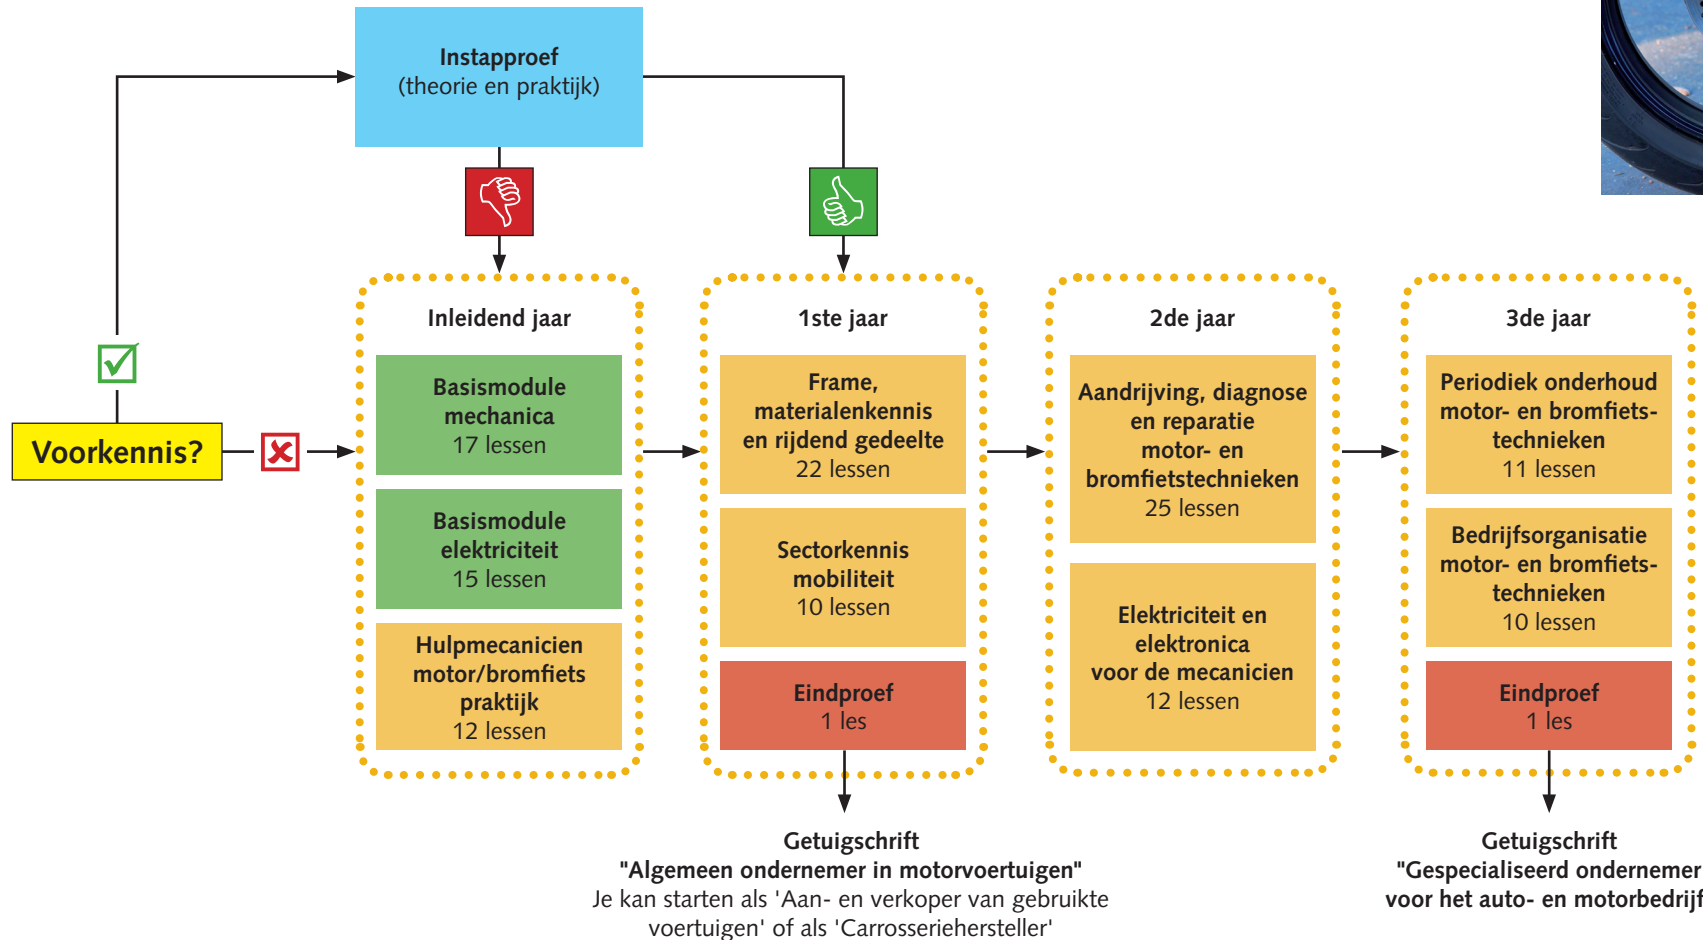 Instapproef
(theorie en praktijk)
Voorkennis?
Inleidend jaar
Basismodule
mechanica
17 lessen
Basismodule
elektriciteit
15 lessen
Hulpmecanicien
motor/bromfiets
praktijk
12 lessen
1ste jaar
Frame,
materialenkennis
en rijdend gedeelte
22 lessen
Sectorkennis
mobiliteit
10 lessen
Eindproef
1 les
Getuigschrift
"Algemeen ondernemer in motorvoertuigen"
Je kan starten als 'Aan- en verkoper van gebruikte
voertuigen' of als 'Carrosseriehersteller'
2de jaar
Aandrijving, diagnose
en reparatie
motor- en
bromfietstechnieken
25 lessen
Elektriciteit en
elektronica
voor de mecanicien
12 lessen
3de jaar
Periodiek onderhoud
motor- en bromfiets-
technieken
11 lessen
Bedrijfsorganisatie
motor- en bromfiets-
technieken
10 lessen
Eindproef
1 les
Getuigschrift
"Gespecialiseerd ondernemer
voor het auto- en motorbedrijf